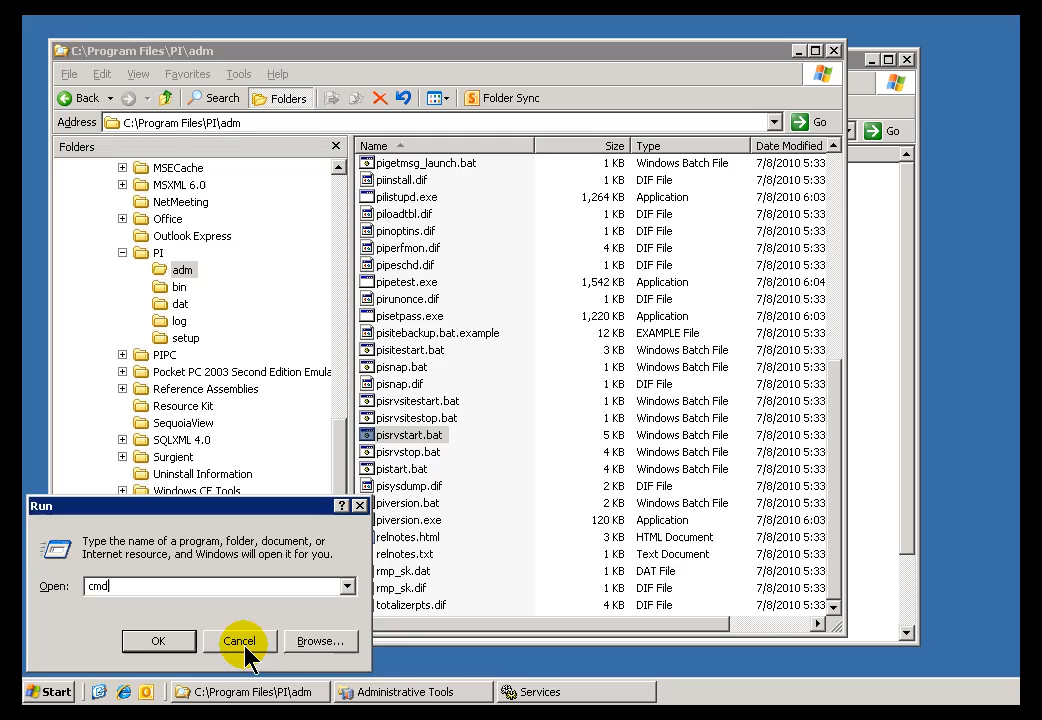 C:\Program Files\PI\adm
File Edit View Favorites Tools Help
Back Search Folders Folder Sync
Address C:\Program Files\PI\adm Go
Go
Folders
MSECache
MSXML 6.0
NetMeeting
Office
Outlook Express
PI
adm
bin
dat
log
setup
PIPC
Pocket PC 2003 Second Edition Emula
Reference Assemblies
Resource Kit
SequoiaView
SQLXML 4.0
Surgient
Uninstall Information
Windows CE Tools
Name Size Type Date Modified
pigetmsg_launch.bat 1 KB Windows Batch File 7/8/2010 5:33
piinstall.dif 1 KB DIF File 7/8/2010 5:33
pilistupd.exe 1,264 KB Application 7/8/2010 6:03
piloadtbl.dif 1 KB DIF File 7/8/2010 5:33
pinoptins.dif 1 KB DIF File 7/8/2010 5:33
piperfmon.dif 4 KB DIF File 7/8/2010 5:33
pipeschd.dif 1 KB DIF File 7/8/2010 5:33
pipetest.exe 1,542 KB Application 7/8/2010 6:04
pirunonce.dif 1 KB DIF File 7/8/2010 5:33
pisetpass.exe 1,220 KB Application 7/8/2010 6:03
pisitebackup.bat.example 12 KB EXAMPLE File 7/8/2010 5:33
pisitestart.bat 3 KB Windows Batch File 7/8/2010 5:33
pisnap.bat 1 KB Windows Batch File 7/8/2010 5:33
pisnap.dif 1 KB DIF File 7/8/2010 5:33
pisrvsitestart.bat 1 KB Windows Batch File 7/8/2010 5:33
pisrvsitestop.bat 1 KB Windows Batch File 7/8/2010 5:33
pisrvstart.bat 5 KB Windows Batch File 7/8/2010 5:33
pisrvstop.bat 4 KB Windows Batch File 7/8/2010 5:33
pistart.bat 4 KB Windows Batch File 7/8/2010 5:33
pisysdump.dif 2 KB DIF File 7/8/2010 5:33
piversion.bat 2 KB Windows Batch File 7/8/2010 5:33
piversion.exe 120 KB Application 7/8/2010 6:03
relnotes.html 3 KB HTML Document 7/8/2010 5:33
relnotes.txt 1 KB Text Document 7/8/2010 5:33
rmp_sk.dat 1 KB DAT File 7/8/2010 5:33
rmp_sk.dif 1 KB DIF File 7/8/2010 5:33
totalizerpts.dif 4 KB DIF File 7/8/2010 5:33
Run
Type the name of a program, folder, document, or
Internet resource, and Windows will open it for you.
Open: cmd
OK Cancel Browse...
Start C:\Program Files\PI\adm Administrative Tools Services